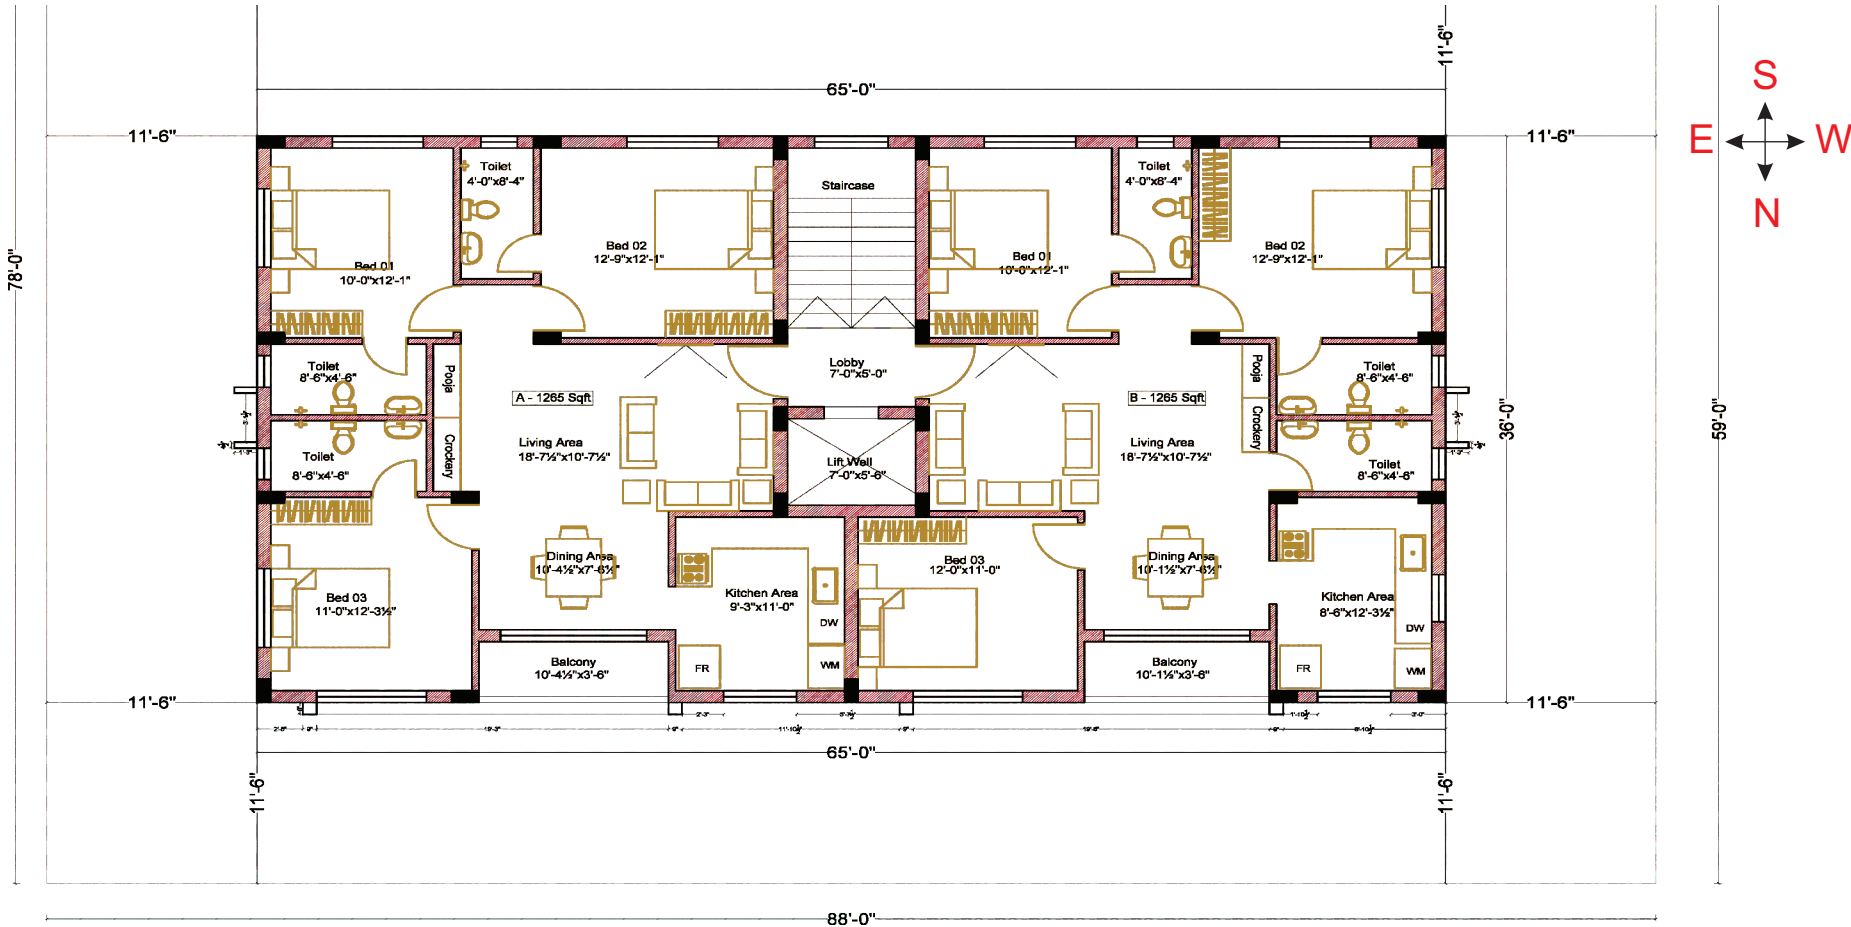 11'-6"
65'-0"
S
E
W
N
11'-6"
11'-6"
78'-0"
59'-0"
36'-0"
Toilet
4'-0"x8'-4"
Staircase
Toilet
4'-0"x8'-4"
Bed 01
10'-0"x12'-1"
Bed 02
12'-9"x12'-1"
Bed 01
10'-0"x12'-1"
Bed 02
12'-9"x12'-1"
Toilet
8'-6"x4'-6"
Pooja
Lobby
7'-0"x5'-0"
Pooja
Toilet
8'-6"x4'-6"
A - 1265 Sqft
B - 1265 Sqft
Toilet
8'-6"x4'-6"
Crockery
Living Area
18'-7½"x10'-7½"
Lift Well
7'-0"x5'-6"
Living Area
18'-7½"x10'-7½"
Crockery
Toilet
8'-6"x4'-6"
Bed 03
11'-0"x12'-3½"
Dining Area
10'-4½"x7'-6½"
Kitchen Area
9'-3"x11'-0"
DW
FR
WM
Bed 03
12'-0"x11'-0"
Dining Area
10'-1½"x7'-6½"
Kitchen Area
8'-6"x12'-3½"
DW
FR
WM
Balcony
10'-4½"x3'-6"
Balcony
10'-1½"x3'-6"
11'-6"
11'-6"
2'-3"
3'-0"
9"
9"
9"
9"
65'-0"
11'-6"
11'-6"
88'-0"